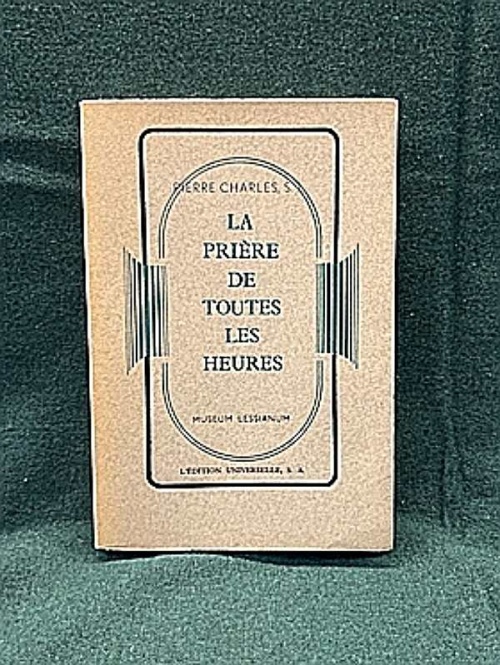 PIERRE CHARLES, S.
LA
PRIÈRE
DE
TOUTES
LES
HEURES
MUSEUM LESSIANUM
L'ÉDITION UNIVERSELLE, S. A.